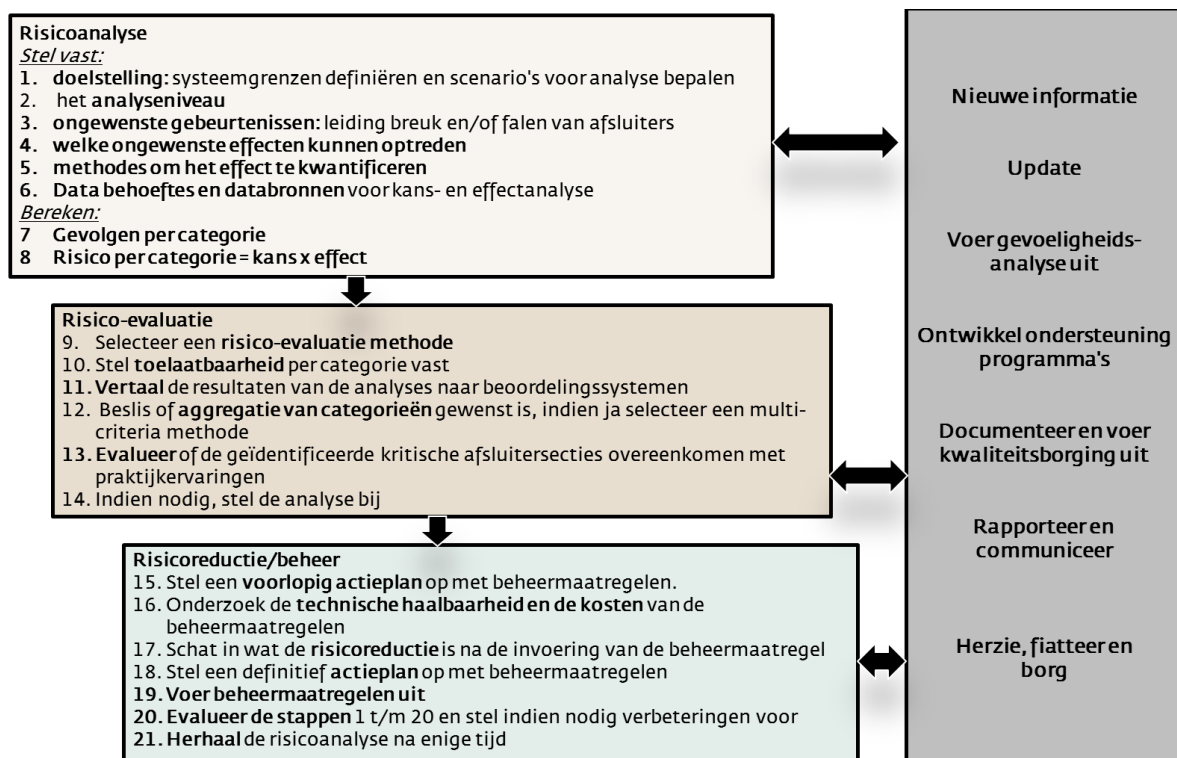 Risicoanalyse
Stel vast:
1. doelstelling: systeemgrenzen definiëren en scenario's voor analyse bepalen
2. het analyseniveau
3. ongewenste gebeurtenissen: leiding breuk en/of falen van afsluiters
4. welke ongewenste effecten kunnen optreden
5. methodes om het effect te kwantificeren
6. Data behoeftes en databronnen voor kans- en effectanalyse
Bereken:
7 Gevolgen per categorie
8 Risico per categorie = kans x effect
Risico-evaluatie
9. Selecteer een risico-evaluatie methode
10. Stel toelaatbaarheid per categorie vast
11. Vertaal de resultaten van de analyses naar beoordelingssystemen
12. Beslis of aggregatie van categorieën gewenst is, indien ja selecteer een multi-
criteria methode
13. Evalueer of de geïdentificeerde kritische afsluitersecties overeenkomen met
praktijkervaringen
14. Indien nodig, stel de analyse bij
Risicoreductie/beheer
15. Stel een voorlopig actieplan op met beheermaatregelen.
16. Onderzoek de technische haalbaarheid en de kosten van de
beheermaatregelen
17. Schat in wat de risicoreductie is na de invoering van de beheermaatregel
18. Stel een definitief actieplan op met beheermaatregelen
19. Voer beheermaatregelen uit
20. Evalueer de stappen 1 t/m 20 en stel indien nodig verbeteringen voor
21. Herhaal de risicoanalyse na enige tijd
Nieuwe informatie
Update
Voer gevoeligheids-
analyse uit
Ontwikkel ondersteuning
programma's
Documenteer en voer
kwaliteitsborging uit
Rapporteer en
communiceer
Herzie, fiatteer en
borg